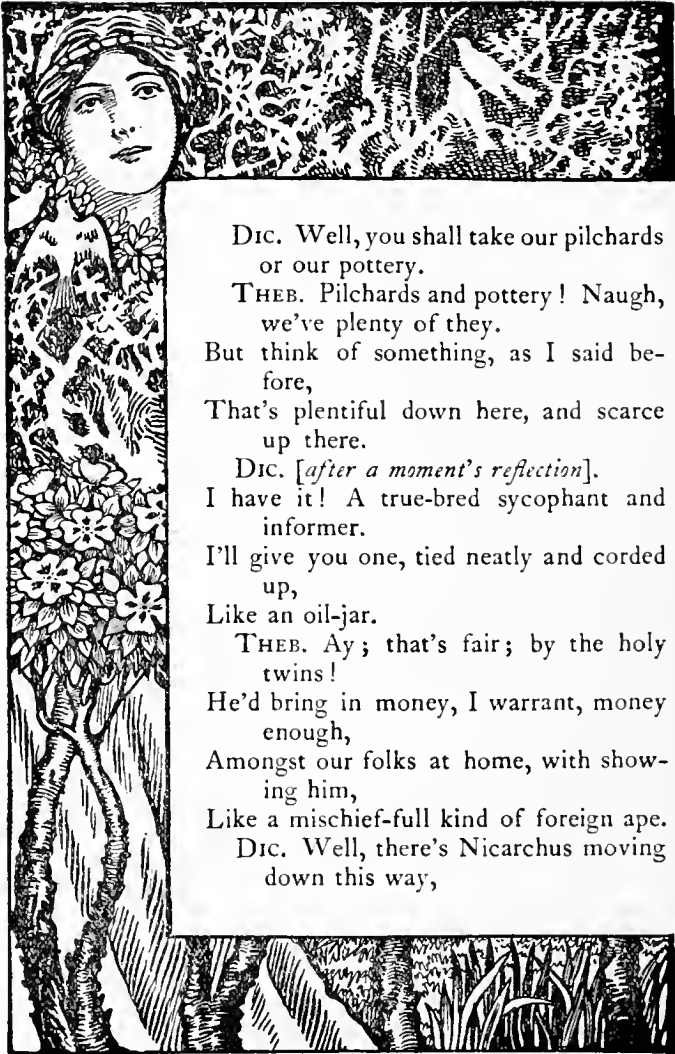 DIC. Well, you shall take our pilchards
or our pottery.
THEB. Pilchards and pottery! Naugh,
we've plenty of they.
But think of something, as I said be-
fore,
That's plentiful down here, and scarce
up there.
DIC. [after a moment's reflection].
I have it! A true-bred sycophant and
informer.
I'll give you one, tied neatly and corded
up,
Like an oil-jar.
THEB. Ay; that's fair; by the holy
twins!
He'd bring in money, I warrant, money
enough,
Amongst our folks at home, with show-
ing him,
Like a mischief-full kind of foreign ape.
DIC. Well, there's Nicarchus moving
down this way,